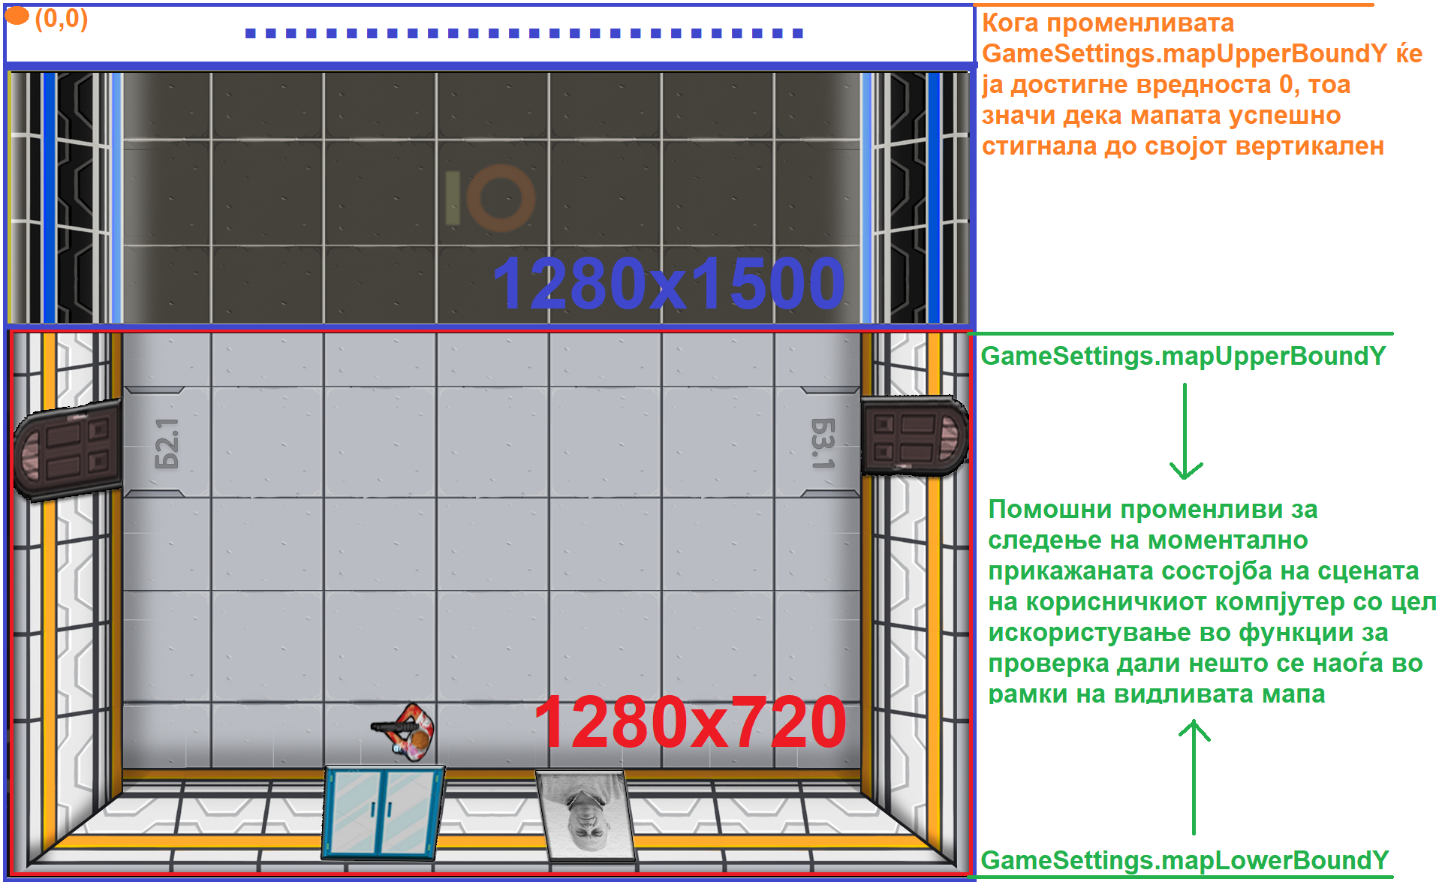 (0,0)
Кога променливата
GameSettings.mapUpperBoundY ќе
ја достигне вредноста 0, тоа
значи дека мапата успешно
стигнала до својот вертикален
1280x1500
GameSettings.mapUpperBoundY
Б2.1
Б3.1
Помошни променливи за
следење на моментално
прикажаната состојба на сцената
на корисничкиот компјутер со цел
искористување во функции за
проверка дали нешто се наоѓа во
рамки на видливата мапа
1280x720
GameSettings.mapLowerBoundY